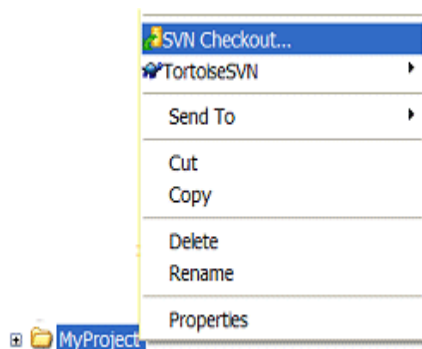 SVN Checkout...
TortoiseSVN
Send To
Cut
Copy
Delete
Rename
Properties
MyProject